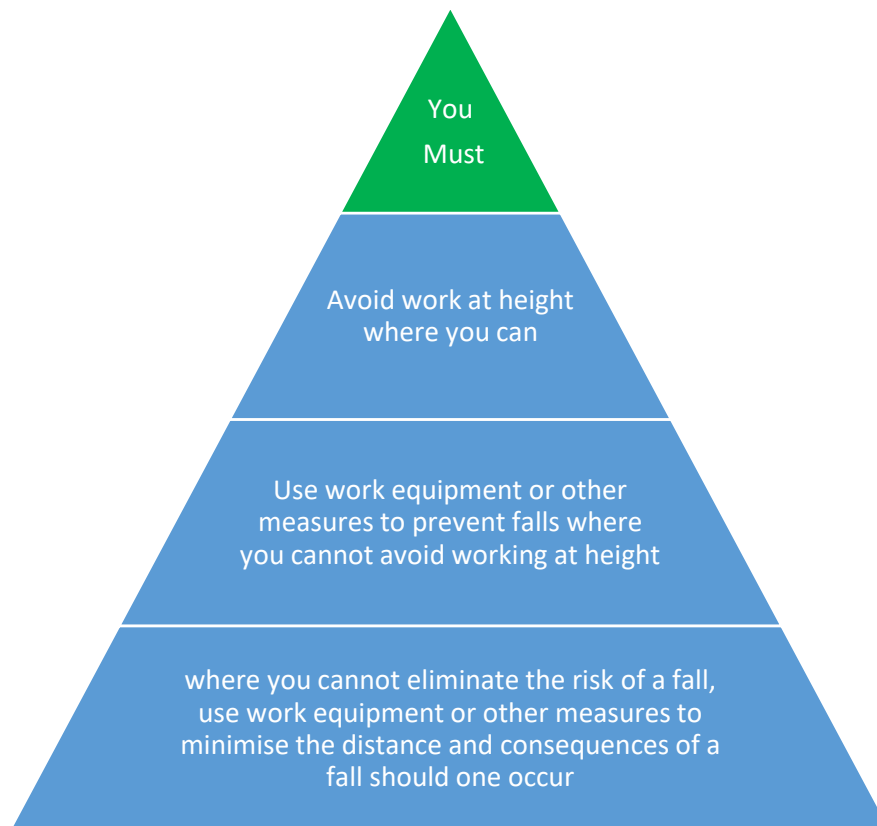 You
Must
Avoid work at height
where you can
Use work equipment or other
measures to prevent falls where
you cannot avoid working at height
where you cannot eliminate the risk of a fall,
use work equipment or other measures to
minimise the distance and consequences of a
fall should one occur